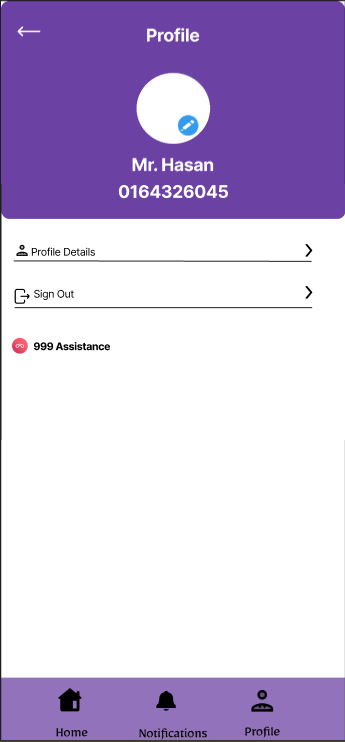 Profile
Mr. Hasan
0164326045
Profile Details
Sign Out
999 Assistance
Home
Notifications
Profile